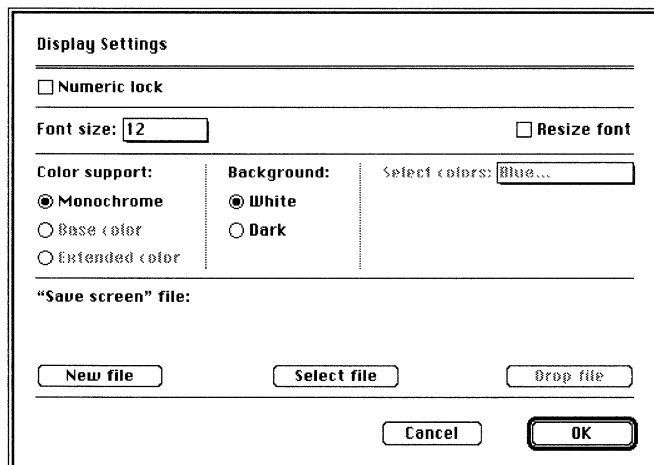 Display Settings
Numeric lock
Font size: 12 Resize font
Color support: Background: Select colors: Blue...
Monochrome White
Base color Dark
Extended color
“Save screen” file:
New file Select file Drop file
Cancel OK